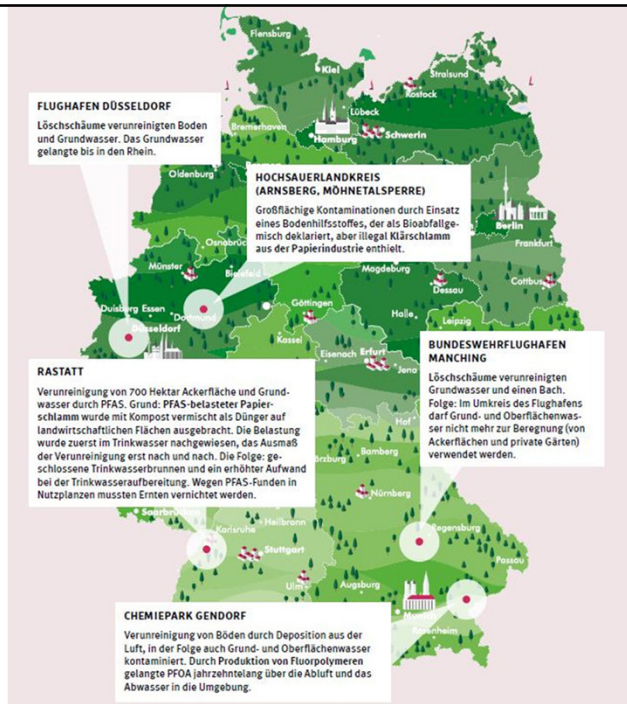 Flensburg
Kiel
Stralsund
Rostock
Lübeck
FLUGHAFEN DÜSSELDORF
Löschschäume verunreinigten Boden
und Grundwasser. Das Grundwasser
gelangte bis in den Rhein.
Bremerhaven
Hamburg
Schwerin
Oldenburg
HOCHSAUERLANDKREIS
(ARNSBERG, MÖHNETALSPERRE)
Großflächige Kontaminationen durch Einsatz
eines Bodenhilfsstoffes, der als Bioabfallge-
misch deklariert, aber illegal Klärschlamm
aus der Papierindustrie enthielt.
Berlin
Frankfurt
Osnabrück
Münster
Bielefeld
Magdeburg
Dessau
Cottbus
Duisburg Essen
Dortmund
Düsseldorf
Göttingen
Halle
Leipzig
Kassel
Eisenach
Erfurt
Jena
RASTATT
Verunreinigung von 700 Hektar Ackerfläche und Grund-
wasser durch PFAS. Grund: PFAS-belasteter Papier-
schlamm wurde mit Kompost vermischt als Dünger auf
landwirtschaftlichen Flächen ausgebracht. Die Belastung
wurde zuerst im Trinkwasser nachgewiesen, das Ausmaß
der Verunreinigung erst nach und nach. Die Folge: ge-
schlossene Trinkwasserbrunnen und ein erhöhter Aufwand
bei der Trinkwasseraufbereitung. Wegen PFAS-Funden in
Nutzplanzen mussten Ernten vernichtet werden.
BUNDESWEHRFLUGHAFEN
MANCHING
Löschschäume verunreinigten
Grundwasser und einen Bach.
Folge: Im Umkreis des Flughafens
darf Grund- und Oberflächenwas-
ser nicht mehr zur Beregnung (von
Ackerflächen und private Gärten)
verwendet werden.
Hof
Bamberg
Nürnberg
Saarbrücken
Heilbronn
Karlsruhe
Regensburg
Stuttgart
Passau
Ulm
Augsburg
Rosenheim
CHEMIEPARK GENDORF
Verunreinigung von Böden durch Deposition aus der
Luft, in der Folge auch Grund- und Oberflächenwasser
kontaminiert. Durch Produktion von Fluorpolymeren
gelangte PFOA jahrzehntelang über die Abluft und das
Abwasser in die Umgebung.